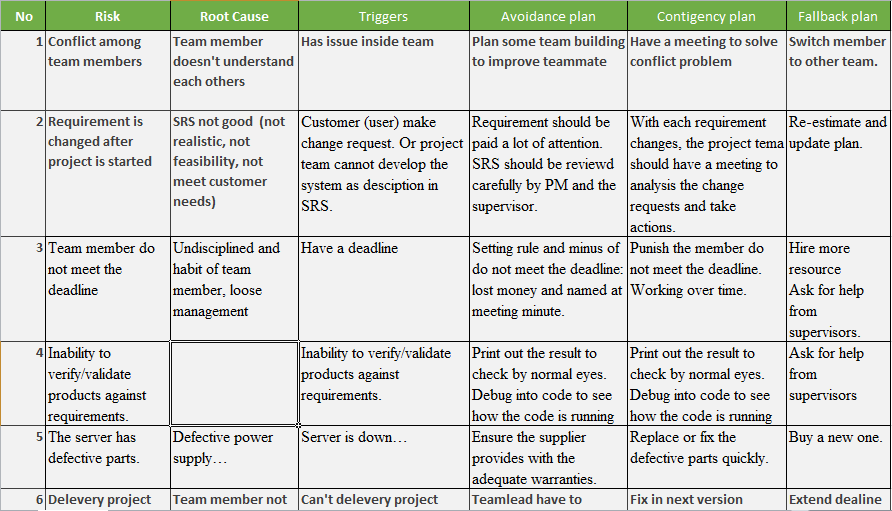 No Risk Root Cause Triggers Avoidance plan Contigency plan Fallback plan
1 Conflict among team members
Team member doesn't understand each others
Has issue inside team
Plan some team building to improve teammate
Have a meeting to solve conflict problem
Switch member to other team.
2 Requirement is changed after project is started
SRS not good (not realistic, not feasibility, not meet customer needs)
Customer (user) make change request. Or project team cannot develop the system as desciption in SRS.
Requirement should be paid a lot of attention. SRS should be reviewd carefully by PM and the supervisor.
With each requirement changes, the project tema should have a meeting to analysis the change requests and take actions.
Re-estimate and update plan.
3 Team member do not meet the deadline
Undisciplined and habit of team member, loose management
Have a deadline
Setting rule and minus of do not meet the deadline: lost money and named at meeting minute.
Punish the member do not meet the deadline. Working over time.
Hire more resource
Ask for help from supervisors.
4 Inability to verify/validate products against requirements.
Inability to verify/validate products against requirements.
Print out the result to check by normal eyes. Debug into code to see how the code is running
Print out the result to check by normal eyes. Debug into code to see how the code is running
Ask for help from supervisors
5 The server has defective parts.
Defective power supply…
Server is down…
Ensure the supplier provides with the adequate warranties.
Replace or fix the defective parts quickly.
Buy a new one.
6 Delevery project
Team member not
Can't delevery project
Teamlead have to
Fix in next version
Extend dealine